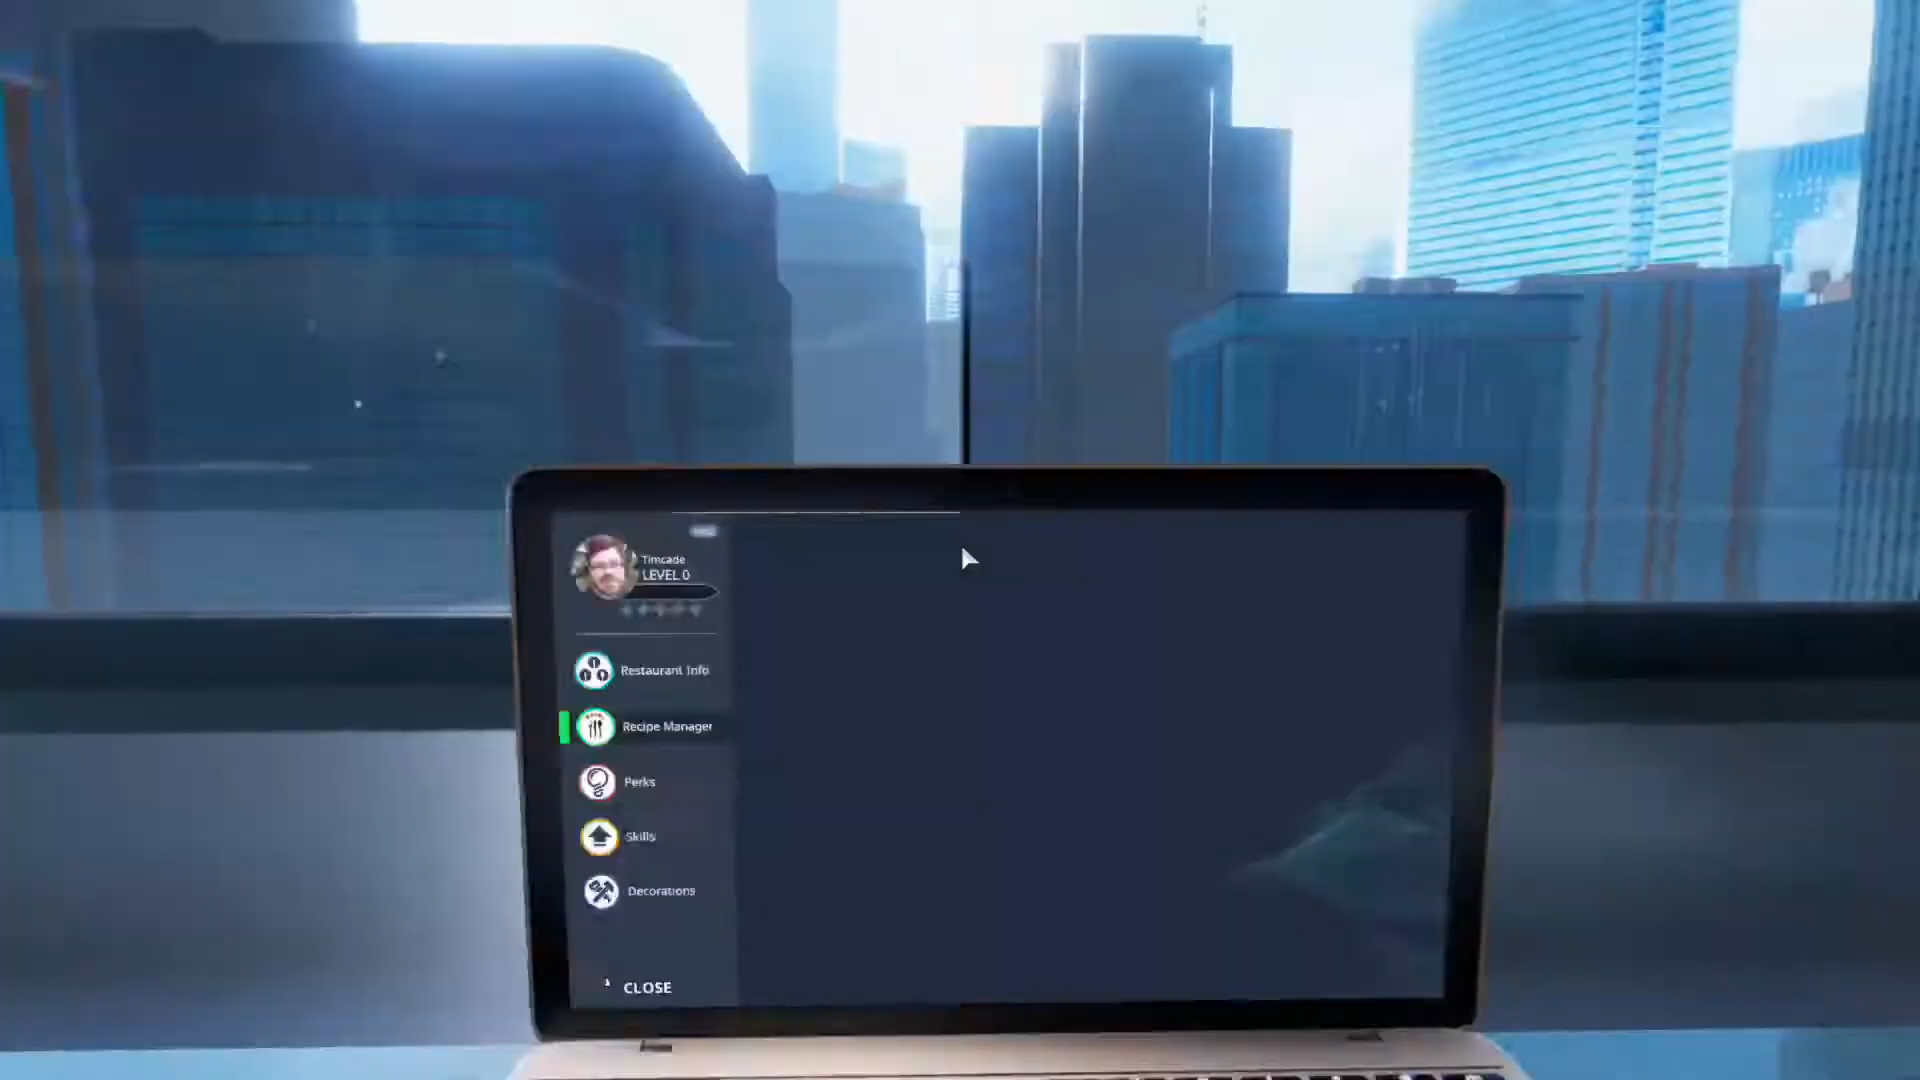 Timcade
LEVEL 0
Restaurant Info
Recipe Manager
Perks
Skills
Decorations
CLOSE